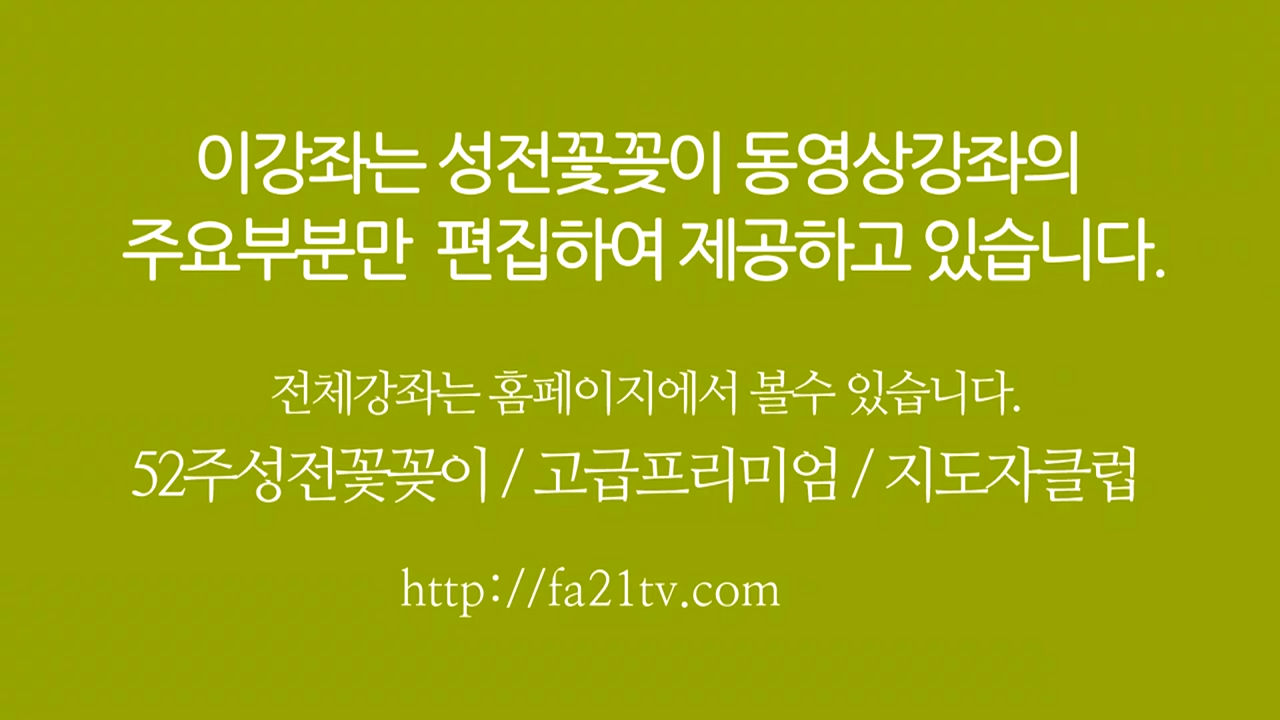 이강좌는 성전꽃꽂이 동영상강좌의
주요부분만 편집하여 제공하고 있습니다.
전체강좌는 홈페이지에서 볼수 있습니다.
52주성전꽃꽂이 / 고급프리미엄 / 지도자클럽
http://fa21tv.com